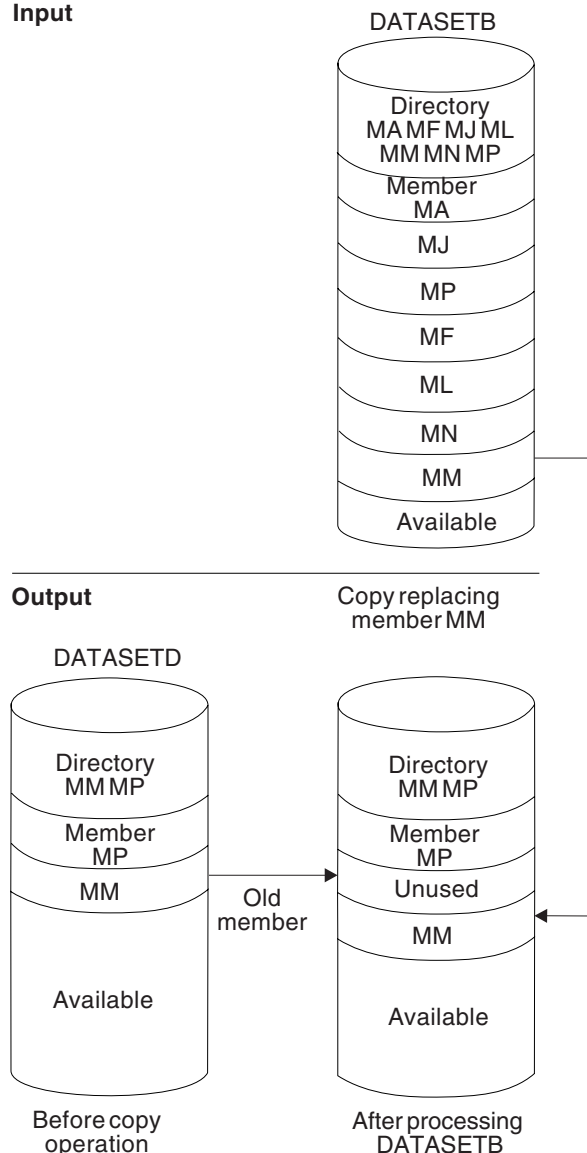 Input
DATASETB
Directory
MA MF MJ ML
MM MN MP
Member
MA
MJ
MP
MF
ML
MN
MM
Available
Output
Copy replacing
member MM
DATASETD
Directory
MM MP
Member
MP
MM
Available
Before copy
operation
Old
member
Directory
MM MP
Member
MP
Unused
MM
Available
After processing
DATASETB